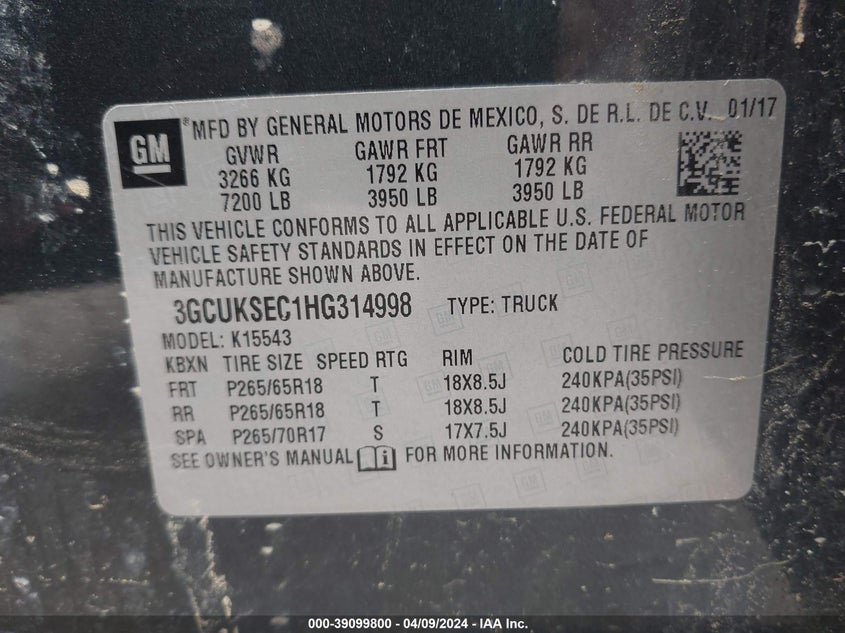 GM ® MFD BY GENERAL MOTORS DE MEXICO, S. DE R.L. DE C.V. 01/17
GVWR GAWR FRT GAWR RR
3266 KG 1792 KG 1792 KG
7200 LB 3950 LB 3950 LB
THIS VEHICLE CONFORMS TO ALL APPLICABLE U.S. FEDERAL MOTOR
VEHICLE SAFETY STANDARDS IN EFFECT ON THE DATE OF
MANUFACTURE SHOWN ABOVE.
3GCUKSEC1HG314998 TYPE: TRUCK
MODEL: K15543
KBXN TIRE SIZE SPEED RTG RIM COLD TIRE PRESSURE
FRT P265/65R18 T 18X8.5J 240KPA(35PSI)
RR P265/65R18 T 18X8.5J 240KPA(35PSI)
SPA P265/70R17 S 17X7.5J 240KPA(35PSI)
SEE OWNER'S MANUAL i FOR MORE INFORMATION.
000-39099800 / 04/09/2024 - IAA Inc.